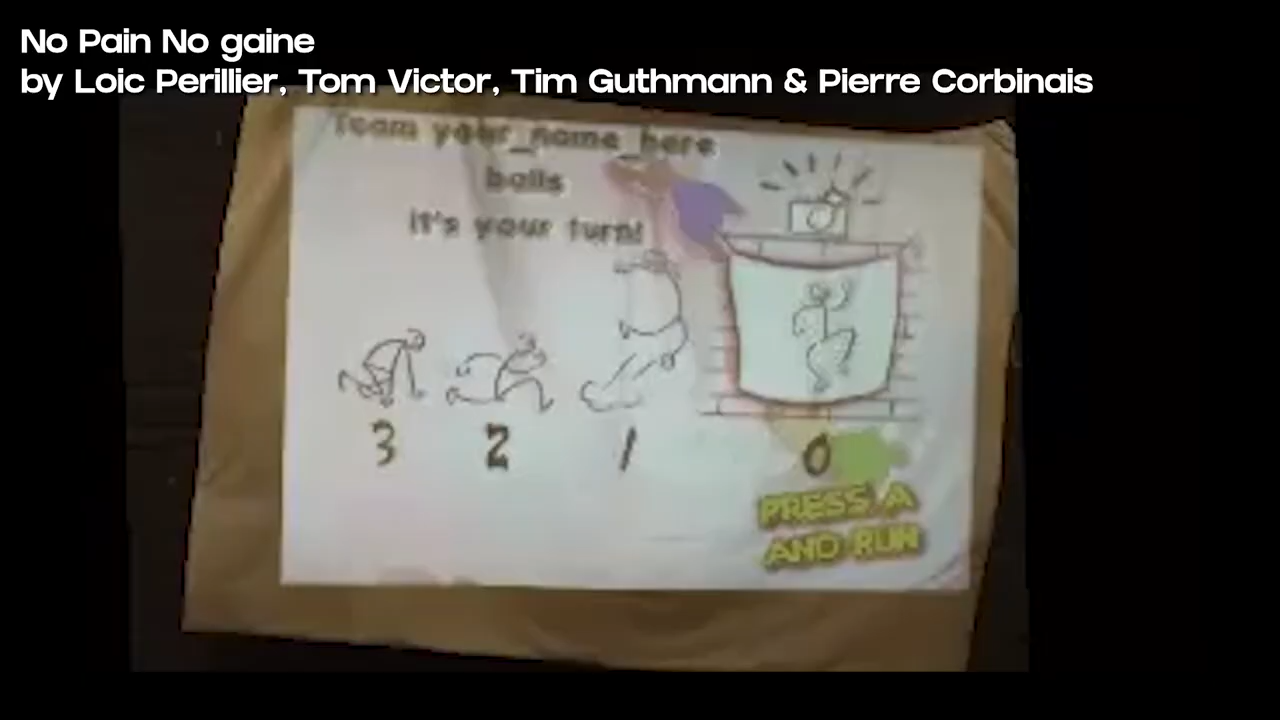 No Pain No gaine
by Loic Perillier, Tom Victor, Tim Guthmann & Pierre Corbinais
Team your_name_here
balls
it's your turn!
3 2 1 0
PRESS A
AND RUN